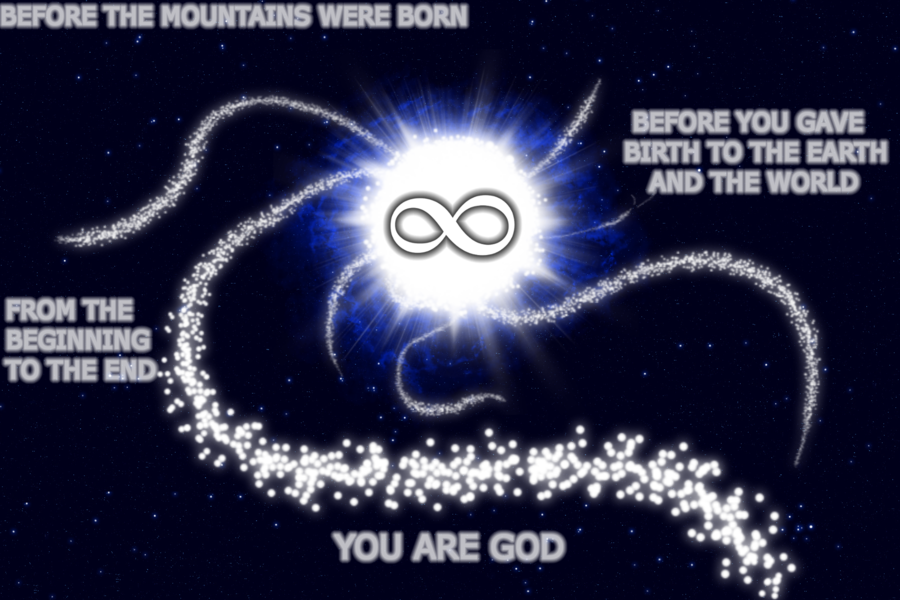 BEFORE THE MOUNTAINS WERE BORN
BEFORE YOU GAVE
BIRTH TO THE EARTH
AND THE WORLD
FROM THE
BEGINNING
TO THE END
YOU ARE GOD